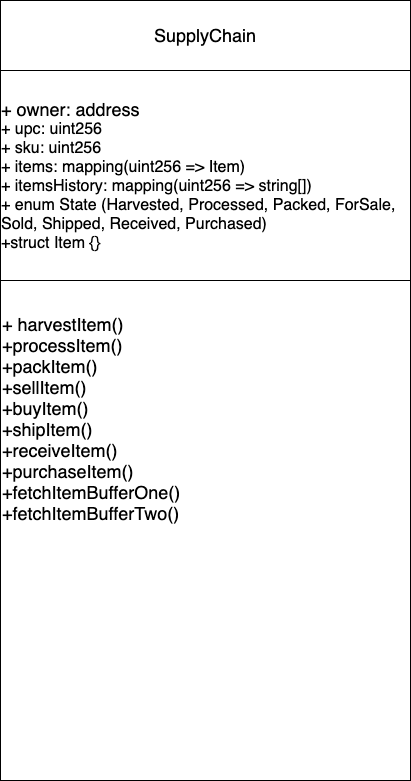 SupplyChain
+ owner: address
+ upc: uint256
+ sku: uint256
+ items: mapping(uint256 => Item)
+ itemsHistory: mapping(uint256 => string[])
+ enum State (Harvested, Processed, Packed, ForSale,
Sold, Shipped, Received, Purchased)
+struct Item {}
+ harvestItem()
+processItem()
+packItem()
+sellItem()
+buyItem()
+shipItem()
+receiveItem()
+purchaseItem()
+fetchItemBufferOne()
+fetchItemBufferTwo()